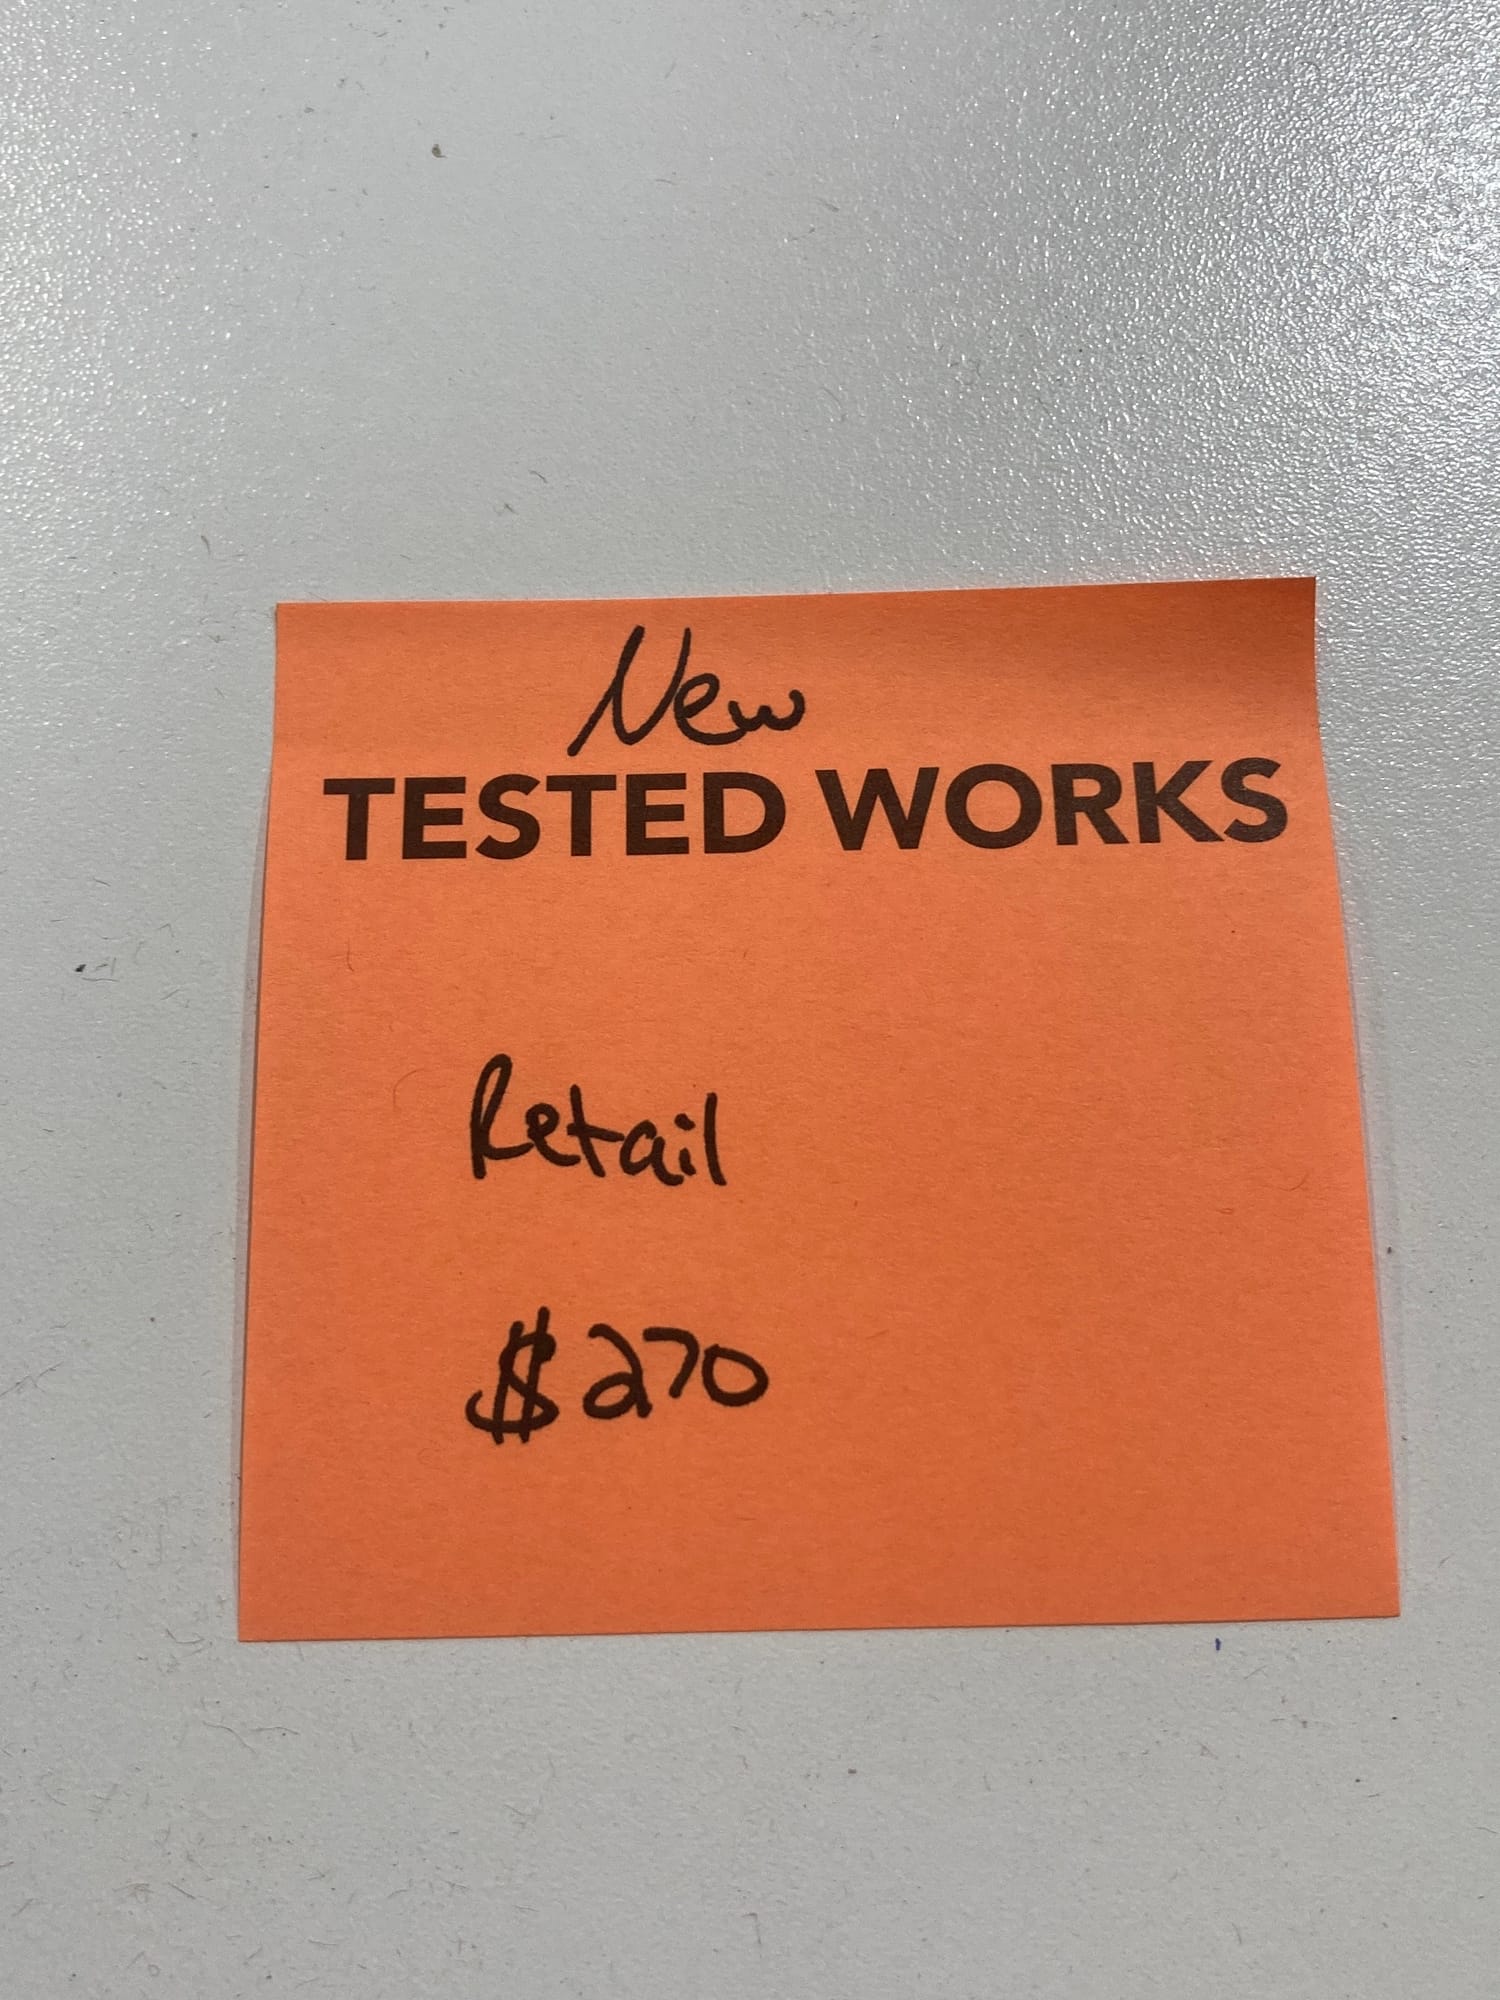 New
TESTED WORKS
Retail
$270